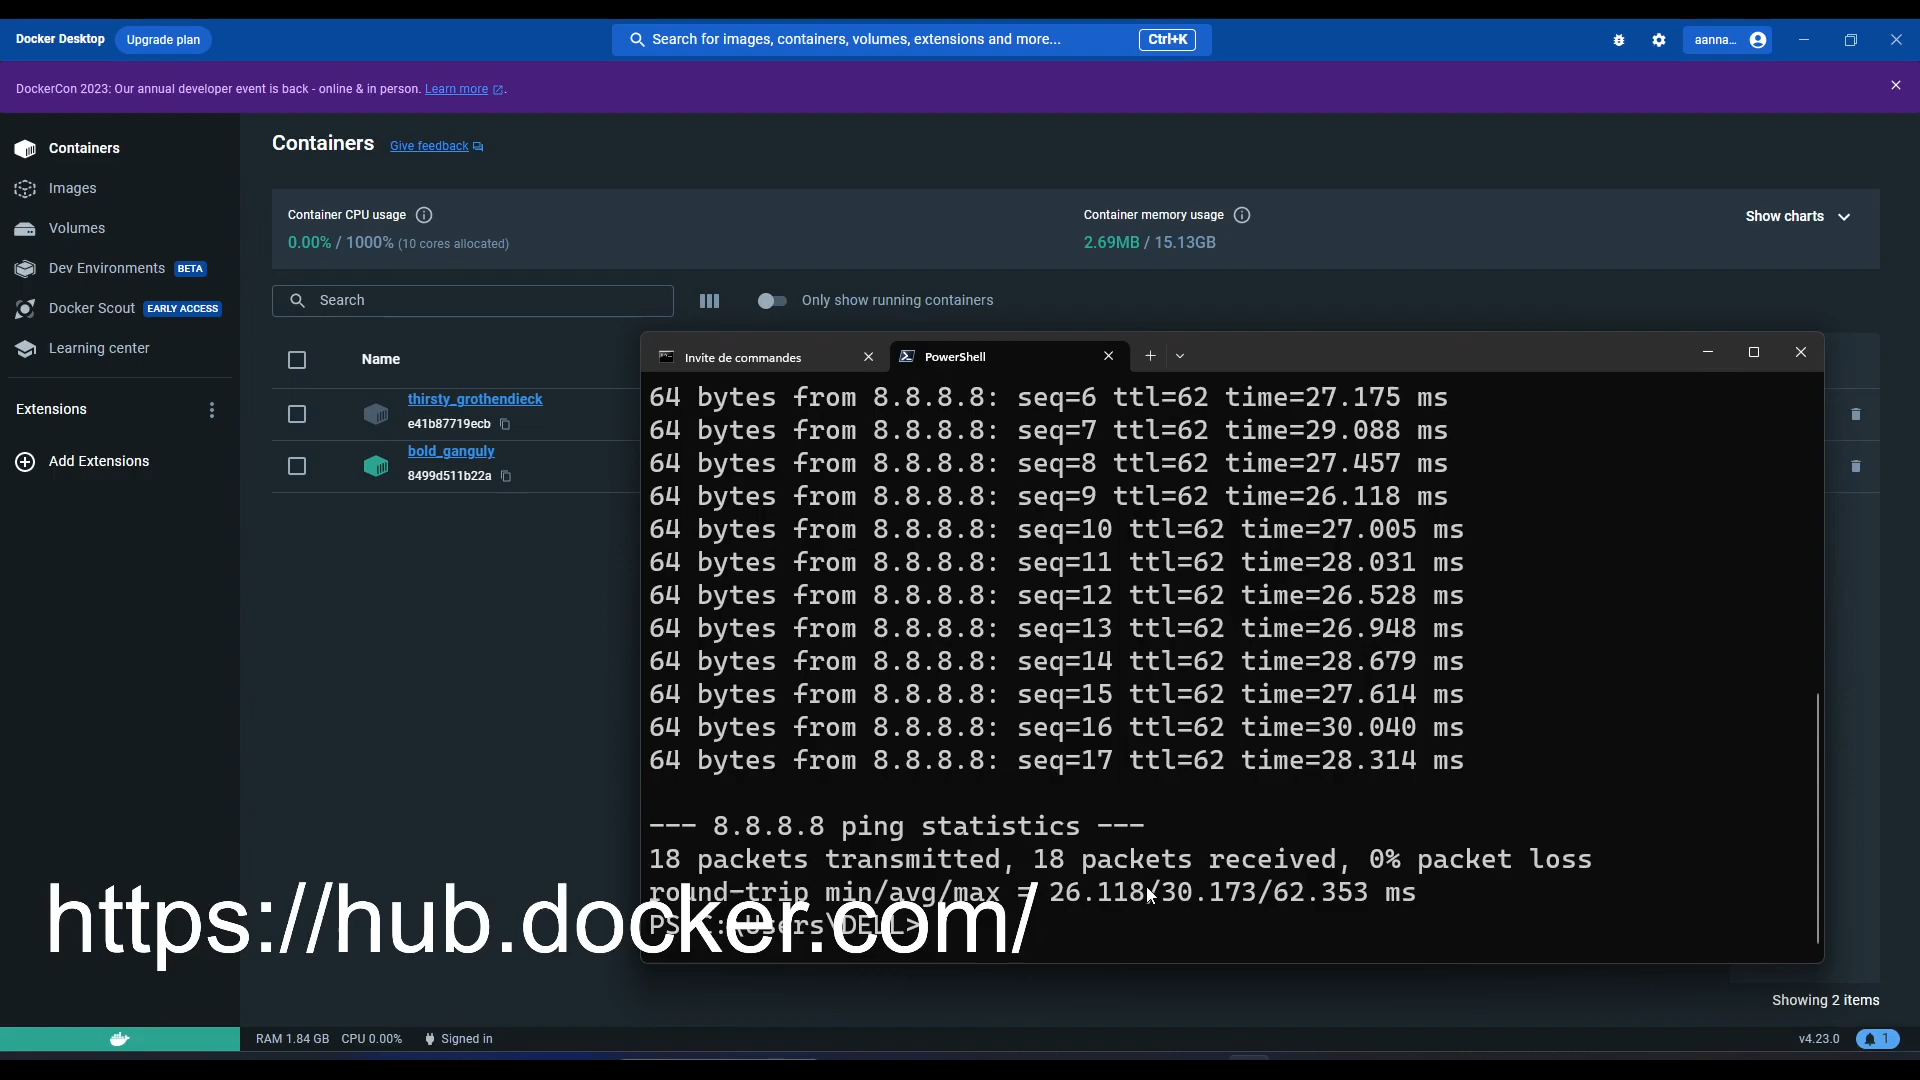 Docker Desktop
Upgrade plan
Search for images, containers, volumes, extensions and more...
Ctrl+K
aanna...
DockerCon 2023: Our annual developer event is back - online & in person. Learn more .
Containers
Images
Volumes
Dev Environments BETA
Docker Scout EARLY ACCESS
Learning center
Extensions
Add Extensions
Containers
Give feedback
Container CPU usage
0.00% / 1000% (10 cores allocated)
Container memory usage
2.69MB / 15.13GB
Show charts
Search
Only show running containers
Name
thirsty_grothendieck
e41b87719ecb
bold_ganguly
8499d511b22a
Invite de commandes
PowerShell
64 bytes from 8.8.8.8: seq=6 ttl=62 time=27.175 ms
64 bytes from 8.8.8.8: seq=7 ttl=62 time=29.088 ms
64 bytes from 8.8.8.8: seq=8 ttl=62 time=27.457 ms
64 bytes from 8.8.8.8: seq=9 ttl=62 time=26.118 ms
64 bytes from 8.8.8.8: seq=10 ttl=62 time=27.005 ms
64 bytes from 8.8.8.8: seq=11 ttl=62 time=28.031 ms
64 bytes from 8.8.8.8: seq=12 ttl=62 time=26.528 ms
64 bytes from 8.8.8.8: seq=13 ttl=62 time=26.948 ms
64 bytes from 8.8.8.8: seq=14 ttl=62 time=28.679 ms
64 bytes from 8.8.8.8: seq=15 ttl=62 time=27.614 ms
64 bytes from 8.8.8.8: seq=16 ttl=62 time=30.040 ms
64 bytes from 8.8.8.8: seq=17 ttl=62 time=28.314 ms
--- 8.8.8.8 ping statistics ---
18 packets transmitted, 18 packets received, 0% packet loss
round-trip min/avg/max = 26.118/30.173/62.353 ms
PS C:\Users\DELL>
https://hub.docker.com/
Showing 2 items
RAM 1.84 GB CPU 0.00% Signed in
v4.23.0
1